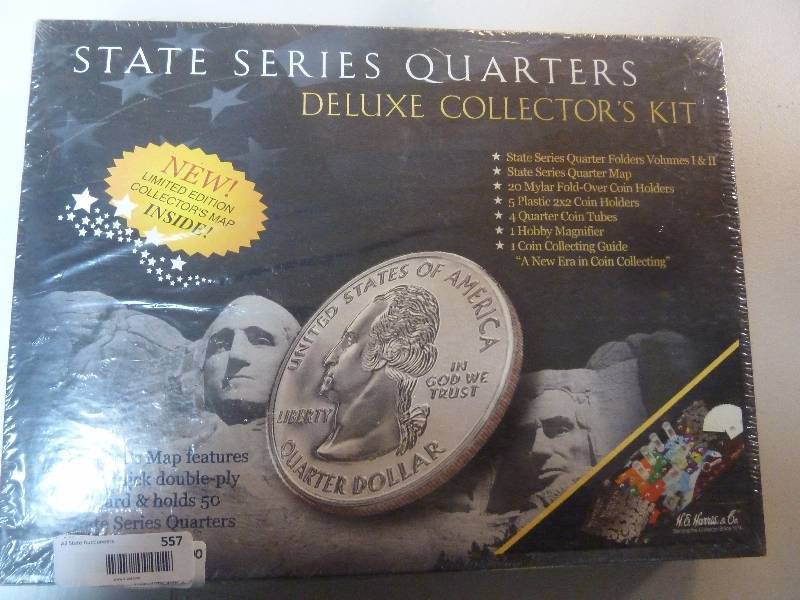 STATE SERIES QUARTERS
DELUXE COLLECTOR'S KIT
NEW!
LIMITED EDITION
COLLECTOR'S MAP
INSIDE!
State Series Quarter Folders Volumes I & II
State Series Quarter Map
20 Mylar Fold-Over Coin Holders
5 Plastic 2x2 Coin Holders
4 Quarter Coin Tubes
1 Hobby Magnifier
1 Coin Collecting Guide
"A New Era in Coin Collecting"
UNITED STATES OF AMERICA
IN
GOD WE
TRUST
LIBERTY
QUARTER DOLLAR
Map features
double-ply
& holds 50
Series Quarters
H.E. Harris & Co.
All State Auctioneers
557